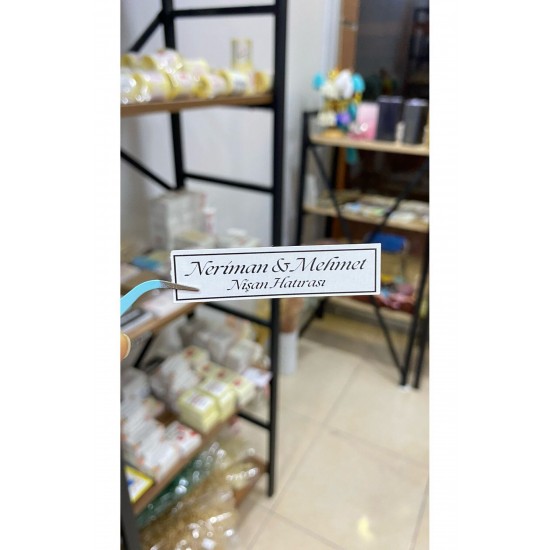 Neriman & Mehmet
Nişan Hatırası